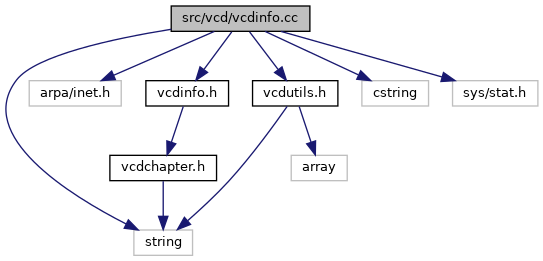 src/vcd/vcdinfo.cc
arpa/inet.h
vcdinfo.h
vcdutils.h
cstring
sys/stat.h
vcdchapter.h
array
string